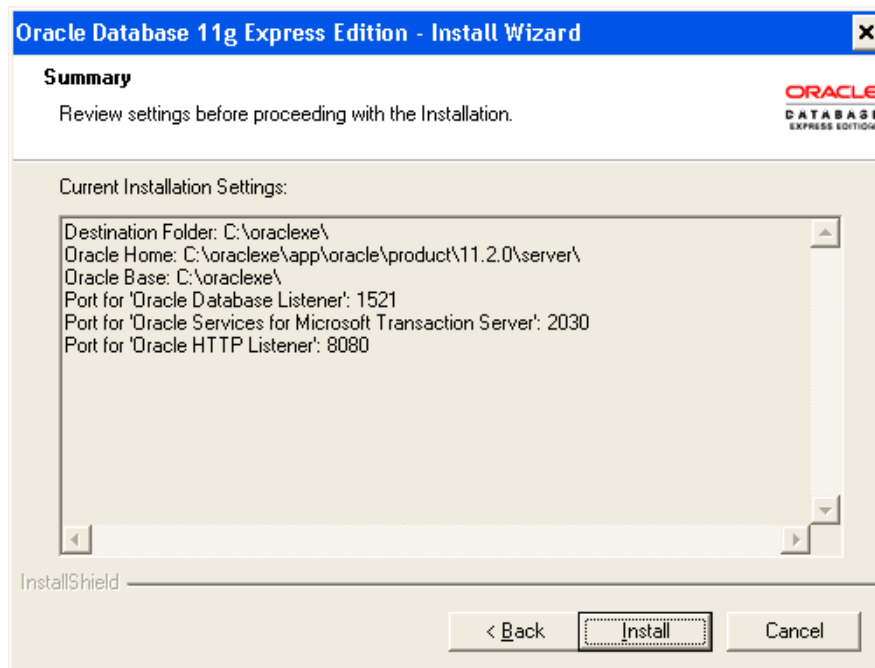 Oracle Database 11g Express Edition - Install Wizard
Summary
Review settings before proceeding with the Installation.
ORACLE
DATABASE
EXPRESS EDITION
Current Installation Settings:
Destination Folder: C:\oraclexe\
Oracle Home: C:\oraclexe\app\oracle\product\11.2.0\server\
Oracle Base: C:\oraclexe\
Port for 'Oracle Database Listener': 1521
Port for 'Oracle Services for Microsoft Transaction Server': 2030
Port for 'Oracle HTTP Listener': 8080
InstallShield
< Back
Install
Cancel